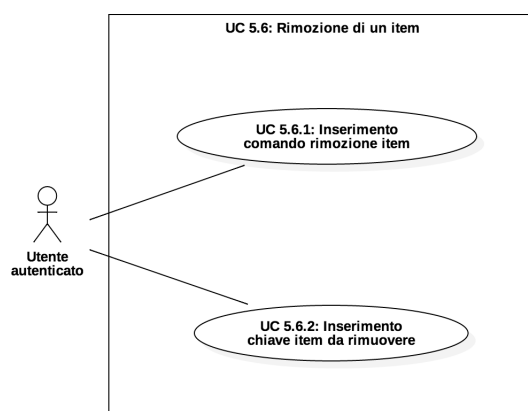 UC 5.6: Rimozione di un item
UC 5.6.1: Inserimento
comando rimozione item
Utente
autenticato
UC 5.6.2: Inserimento
chiave item da rimuovere